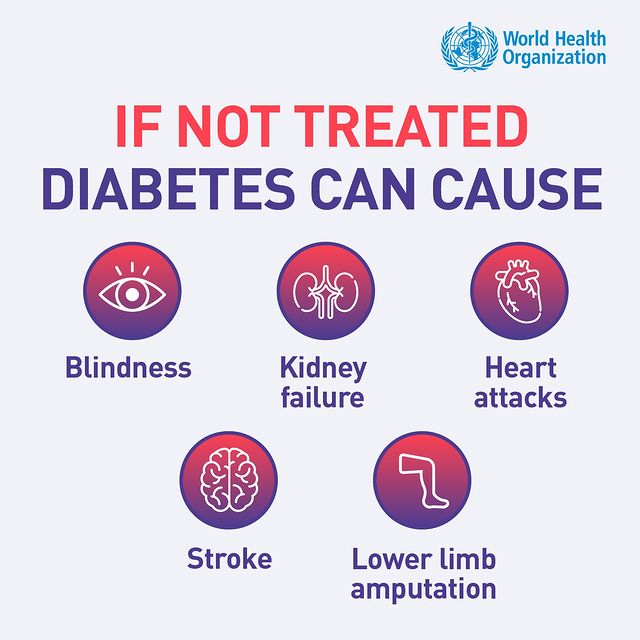 World Health
Organization
IF NOT TREATED
DIABETES CAN CAUSE
Blindness
Kidney
failure
Heart
attacks
Stroke
Lower limb
amputation